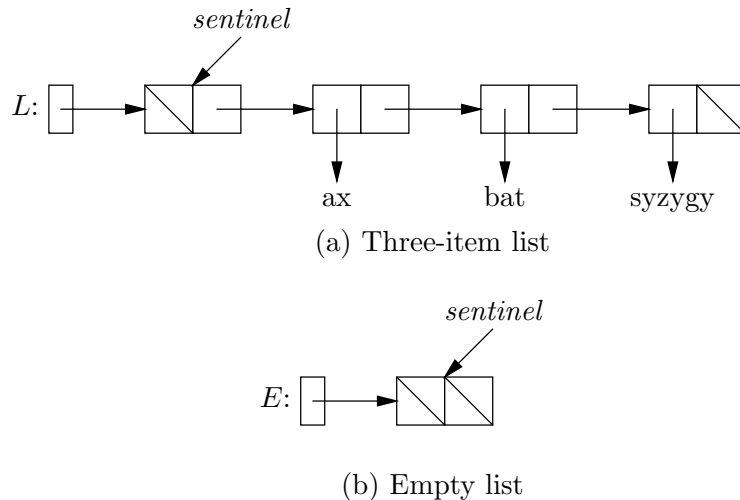 sentinel
L:
ax bat syzygy
(a) Three-item list
sentinel
E:
(b) Empty list